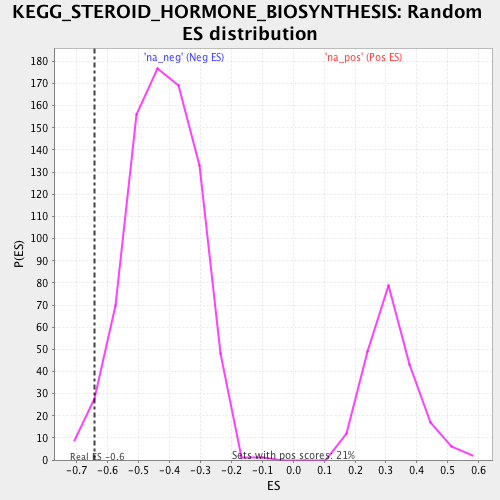 KEGG_STEROID_HORMONE_BIOSYNTHESIS: Random
ES distribution
'na_neg' (Neg ES) 'na_pos' (Pos ES)
180
170
160
150
140
130
120
110
100
90
80
70
60
50
40
30
20
10
0
P(ES)
Real ES -0.6 Sets with pos scores: 21%
-0.7 -0.6 -0.5 -0.4 -0.3 -0.2 -0.1 0.0 0.1 0.2 0.3 0.4 0.5 0.6
ES